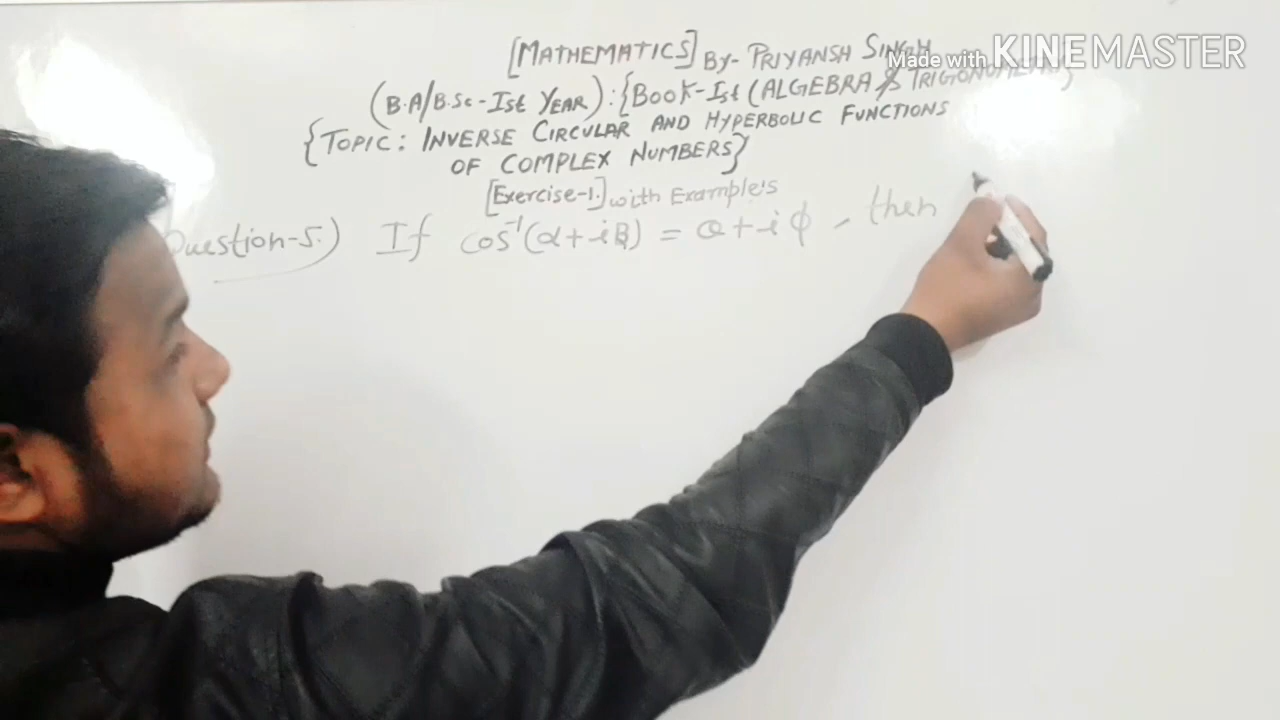 Made with KINEMASTER
[MATHEMATICS] By- PRIYANSH SINGH
(B.A/B.Sc-Ist YEAR):{BOOK-Ist (ALGEBRA & TRIGONOMETRY)}
{TOPIC: INVERSE CIRCULAR AND HYPERBOLIC FUNCTIONS
OF COMPLEX NUMBERS}
[Exercise-1.] with Example's
Question-5.) If cos⁻¹(α+iβ) = θ+iϕ, then